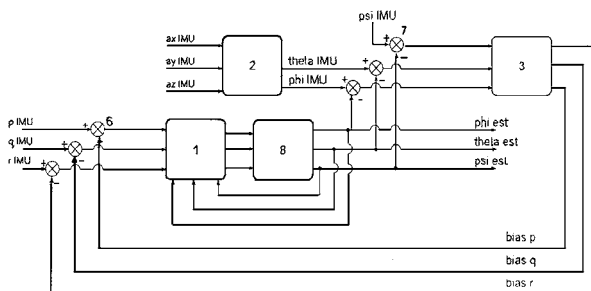 psi IMU
7
ax IMU
ay IMU
az IMU
2
theta IMU
phi IMU
3
p IMU
6
q IMU
r IMU
1
8
phi est
theta est
psi est
bias p
bias q
bias r